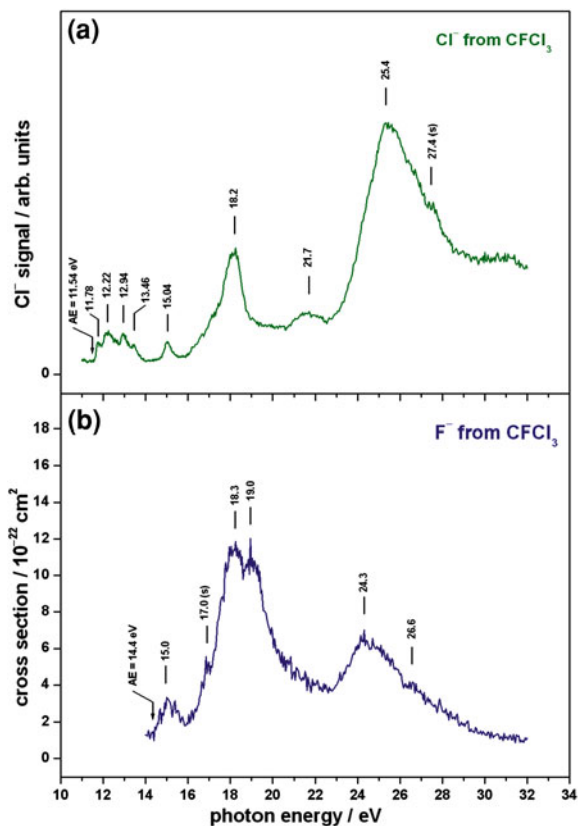 (a)
Cl⁻ from CFCl₃
Cl⁻ signal / arb. units
0
AE = 11.54 eV
11.78
12.22
12.94
13.46
15.04
18.2
21.7
25.4
27.4 (s)
(b)
F⁻ from CFCl₃
cross section / 10⁻²² cm²
18
16
14
12
10
8
6
4
2
0
AE = 14.4 eV
15.0
17.0 (s)
18.3
19.0
24.3
26.6
10 12 14 16 18 20 22 24 26 28 30 32 34
photon energy / eV